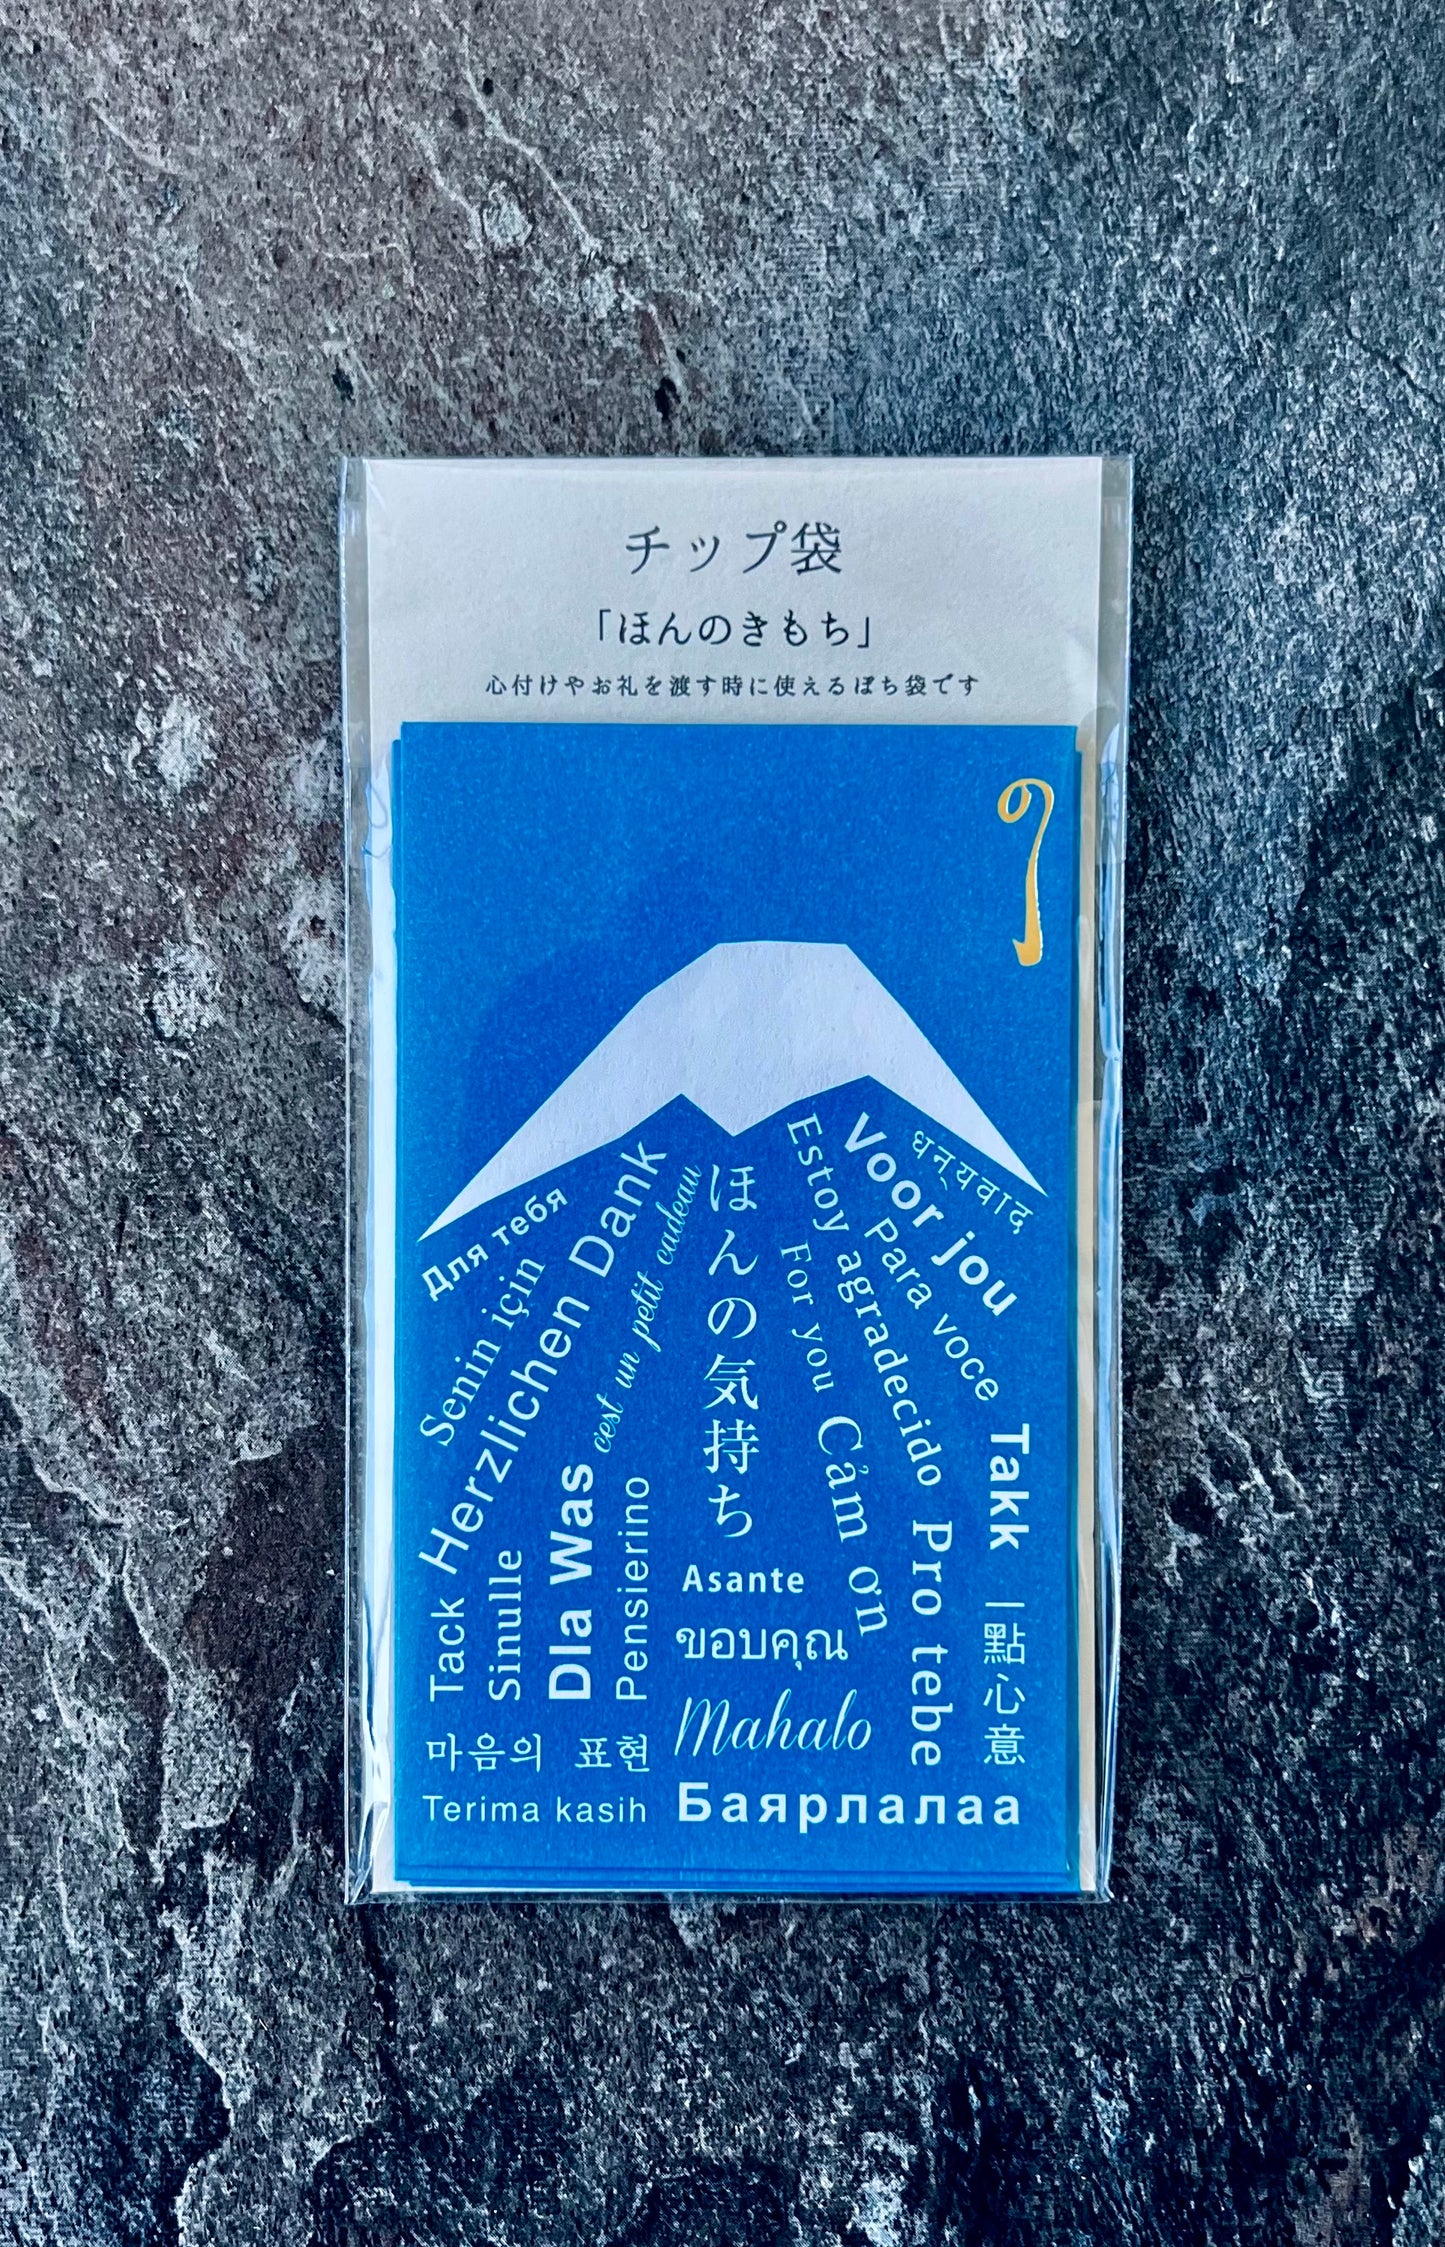 チップ袋
「ほんのきもち」
心付けやお礼を渡す時に使えるぽち袋です
の
Для тебя
Senin için
Tack
Herzlichen Dank
Sinulle
Dla Was
c'est un petit cadeau
Pensierino
ほんの気持ち
For you
Cảm ơn
Estoy agradecido
Pro tebe
Voor jou
Para voce
धन्यवाद
Takk
一點心意
Asante
ขอบคุณ
Mahalo
마음의 표현
Terima kasih
Баярлалаа